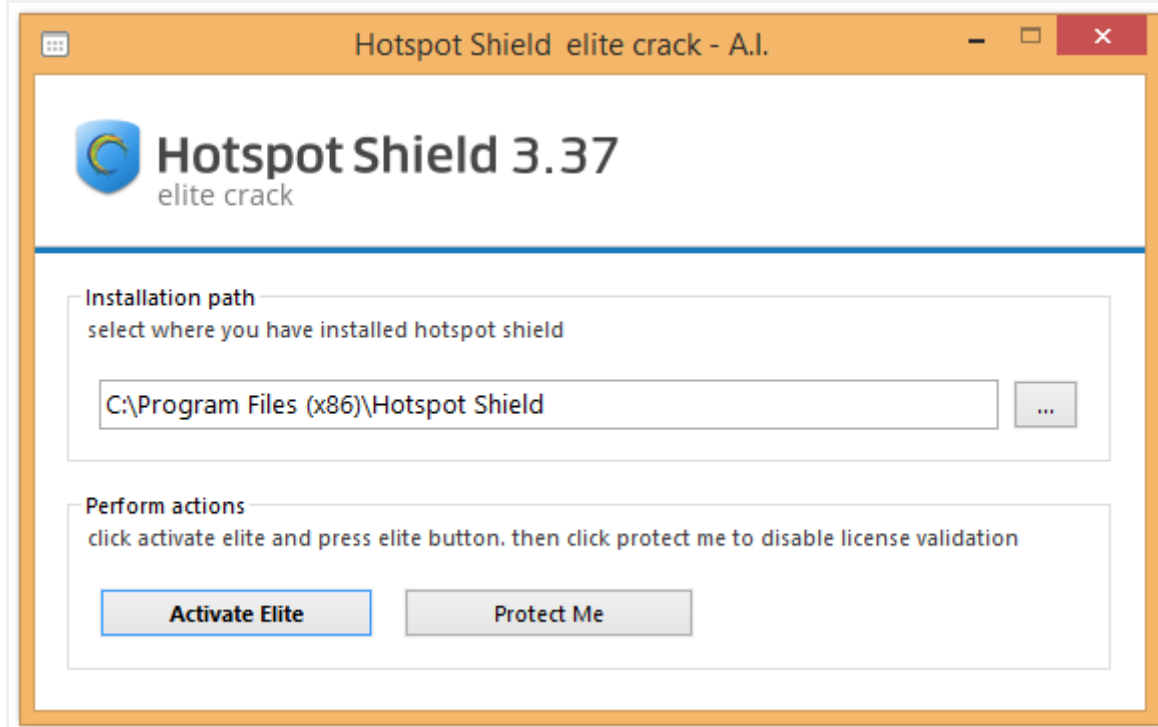 Hotspot Shield  elite crack - A.I.
Hotspot Shield 3.37
elite crack
Installation path
select where you have installed hotspot shield
C:\Program Files (x86)\Hotspot Shield
...
Perform actions
click activate elite and press elite button. then click protect me to disable license validation
Activate Elite
Protect Me